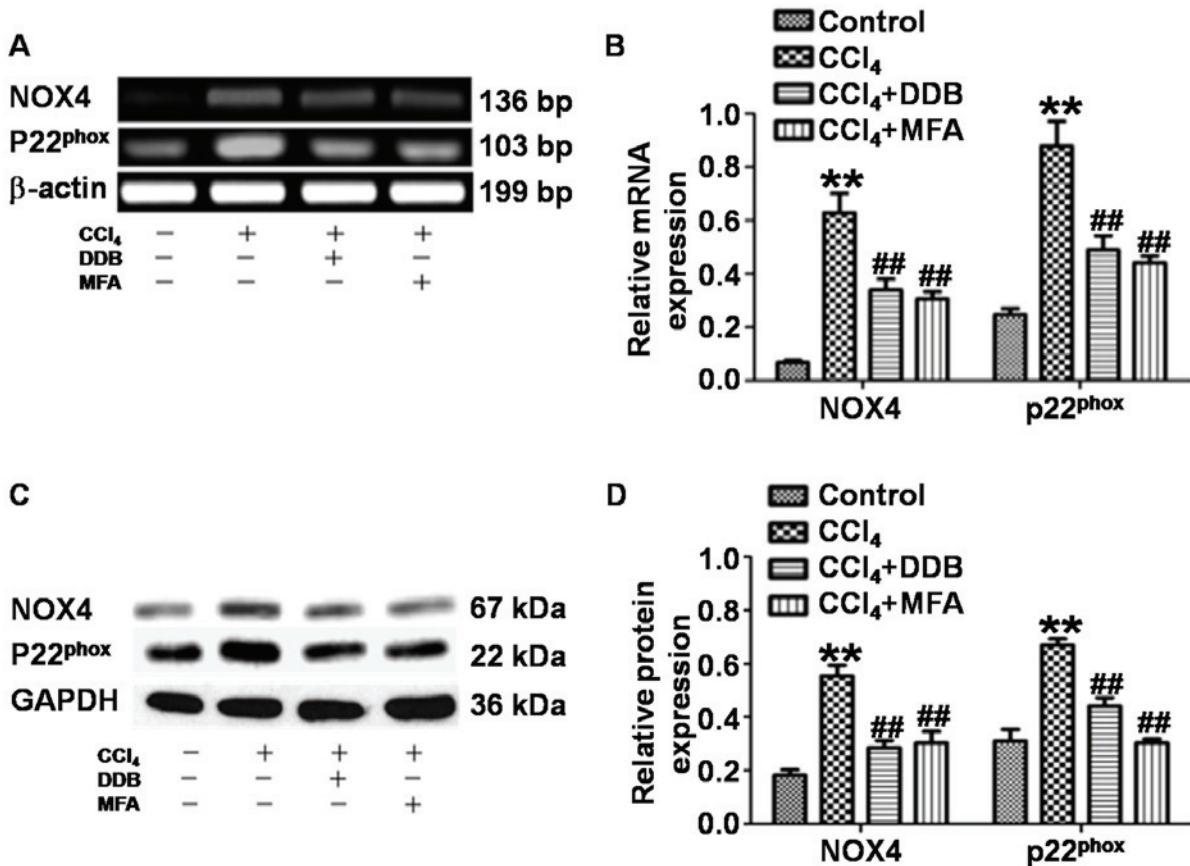 A
NOX4 136 bp
P22phox 103 bp
β-actin 199 bp
CCl4 − + + +
DDB − − + −
MFA − − − +
B
Control
CCl4
CCl4+DDB
CCl4+MFA
Relative mRNA
expression
1.0
0.8
0.6
0.4
0.2
0.0
**
##
##
**
##
##
NOX4 p22phox
C
NOX4 67 kDa
P22phox 22 kDa
GAPDH 36 kDa
CCl4 − + + +
DDB − − + −
MFA − − − +
D
Control
CCl4
CCl4+DDB
CCl4+MFA
Relative protein
expression
1.0
0.8
0.6
0.4
0.2
0.0
**
##
##
**
##
##
NOX4 p22phox